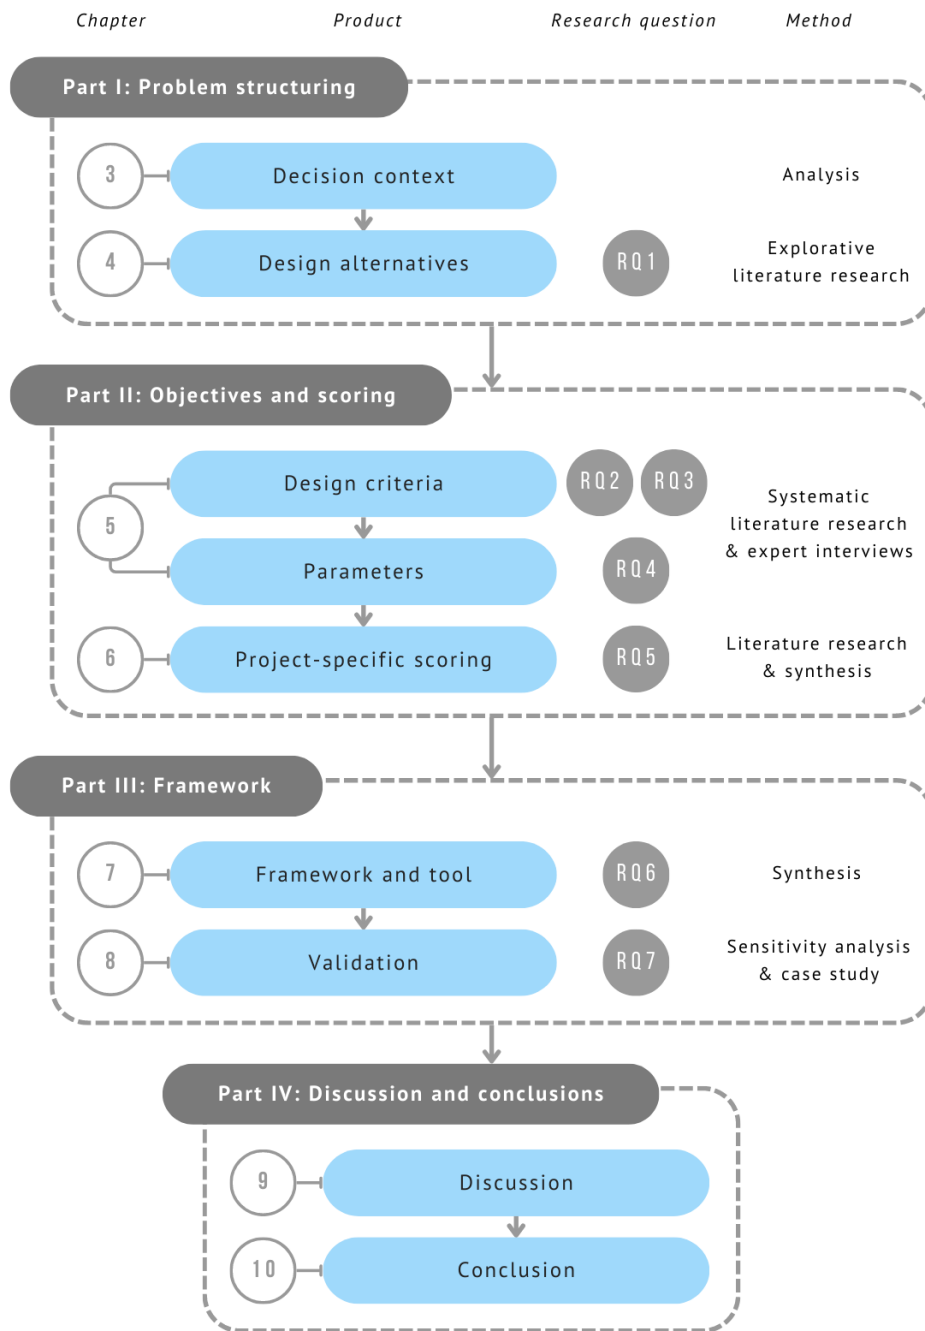 Chapter Product Research question Method
Part I: Problem structuring
3 Decision context Analysis
4 Design alternatives RQ1 Explorative
literature research
Part II: Objectives and scoring
5 Design criteria RQ2 RQ3 Systematic
literature research
& expert interviews
Parameters RQ4
6 Project-specific scoring RQ5 Literature research
& synthesis
Part III: Framework
7 Framework and tool RQ6 Synthesis
8 Validation RQ7 Sensitivity analysis
& case study
Part IV: Discussion and conclusions
9 Discussion
10 Conclusion